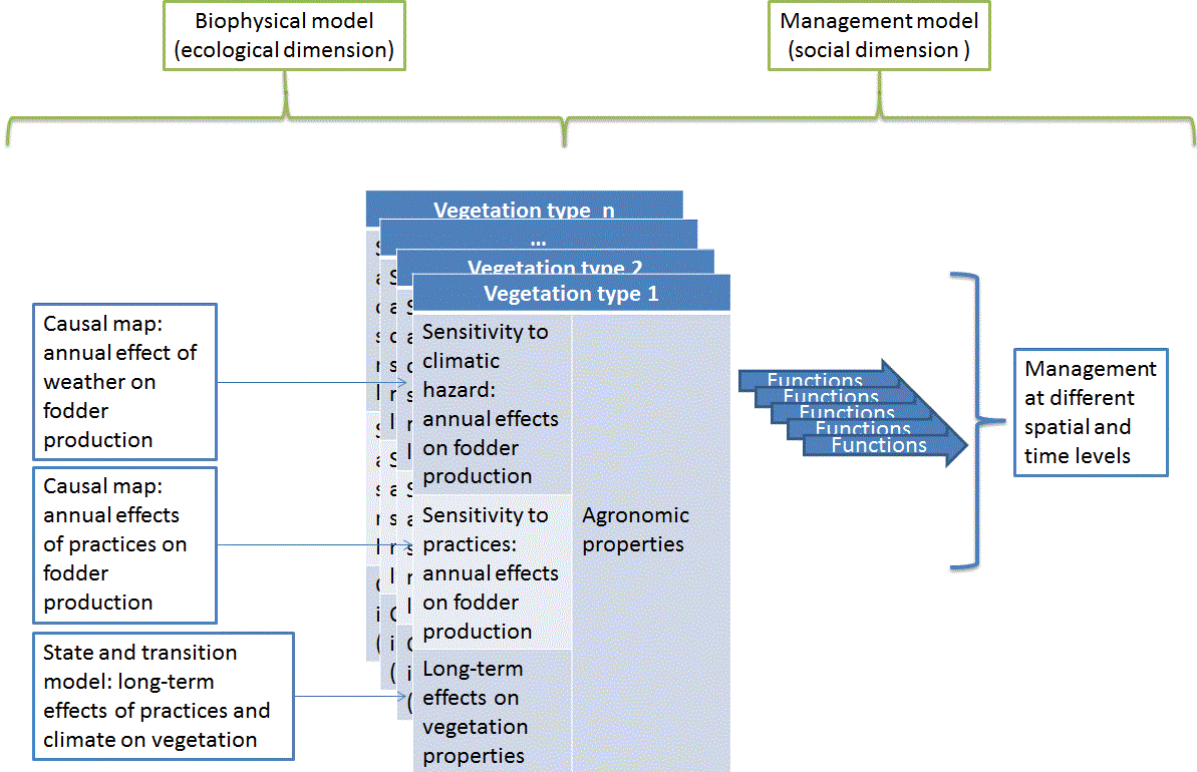 Biophysical model
(ecological dimension)
Management model
(social dimension )
Vegetation type n
...
Vegetation type 2
Vegetation type 1
Causal map:
annual effect of
weather on
fodder
production
Causal map:
annual effects
of practices on
fodder
production
State and transition
model: long-term
effects of practices and
climate on vegetation
Sensitivity to
climatic
hazard:
annual effects
on fodder
production
Sensitivity to
practices:
annual effects
on fodder
production
Long-term
effects on
vegetation
properties
Agronomic
properties
Functions
Functions
Functions
Functions
Functions
Management
at different
spatial and
time levels